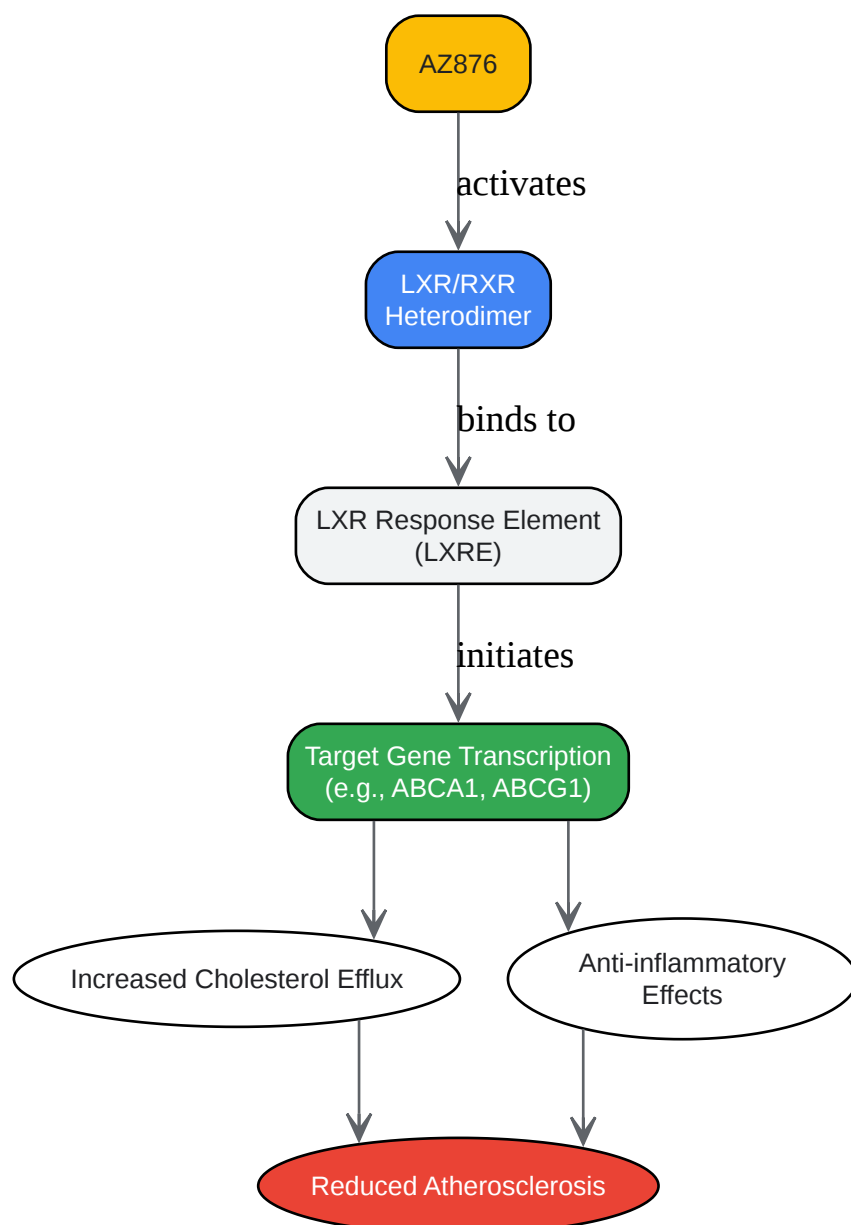 AZ876
activates
LXR/RXR
Heterodimer
binds to
LXR Response Element
(LXRE)
initiates
Target Gene Transcription
(e.g., ABCA1, ABCG1)
Increased Cholesterol Efflux
Anti-inflammatory
Effects
Reduced Atherosclerosis